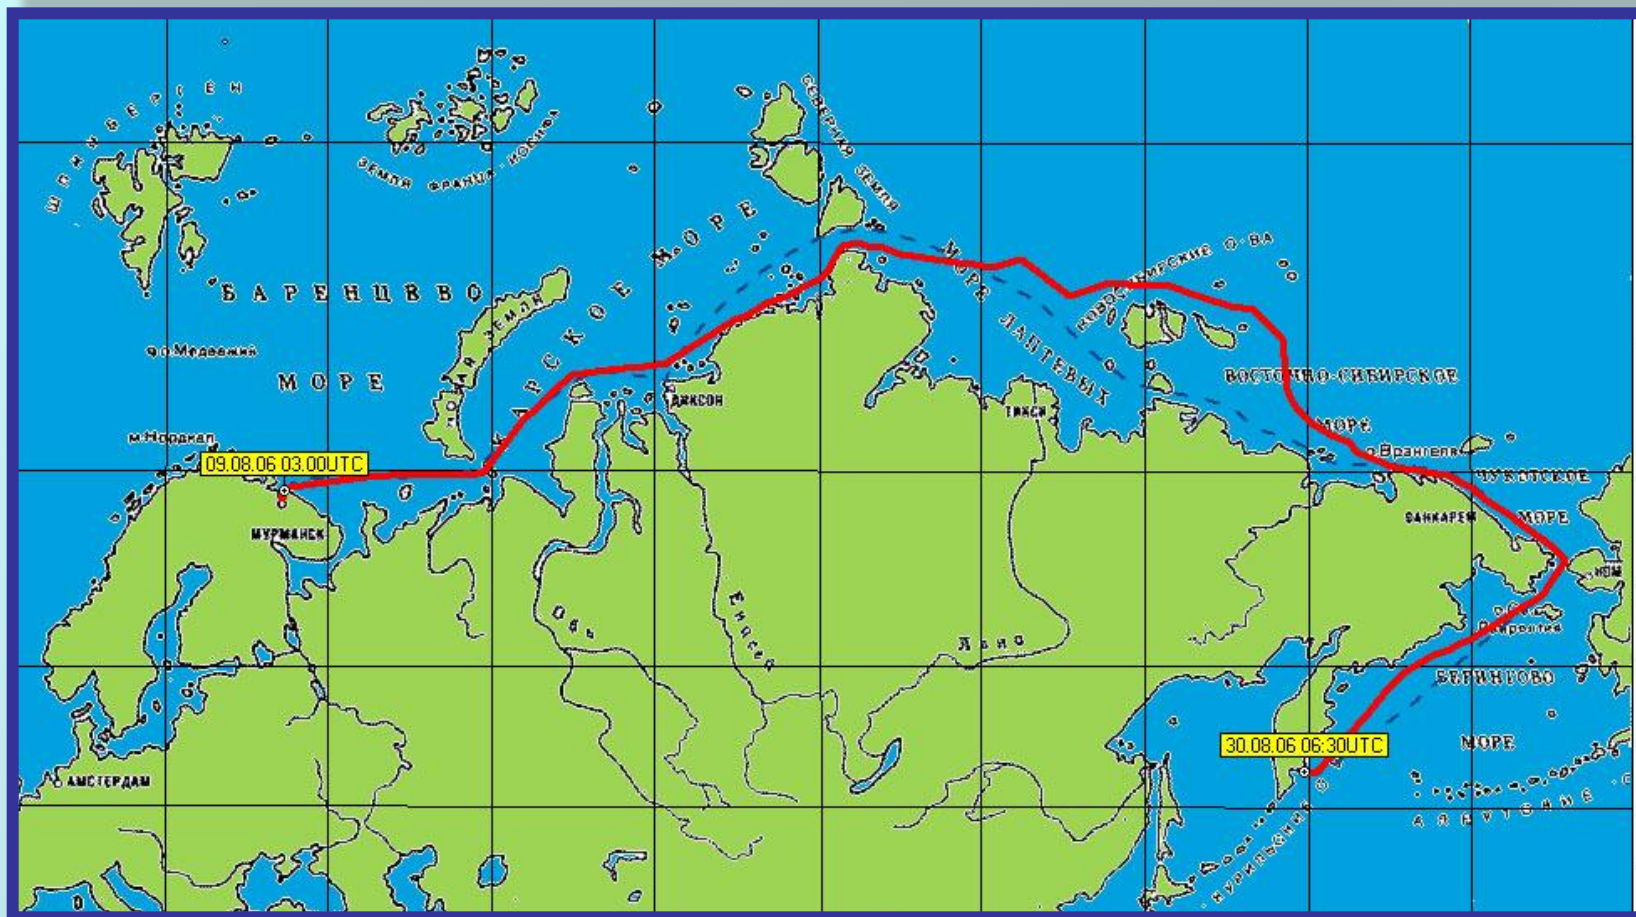 ШПИЦБЕРГЕН
ЗЕМЛЯ ФРАНЦА-ИОСИФА
СЕВЕРНАЯ ЗЕМЛЯ
БАРЕНЦЕВО
МОРЕ
КАРСКОЕ МОРЕ
НОВАЯ ЗЕМЛЯ
о.Медвежий
МОРЕ
ЛАПТЕВЫХ
НОВОСИБИРСКИЕ О-ВА
ВОСТОЧНО-СИБИРСКОЕ
МОРЕ
ДИКСОН
ТИКСИ
м.Нордкап
09.08.06 03.00UTC
о.Врангеля
ЧУКОТСКОЕ
МОРЕ
МУРМАНСК
НОМ
Обь
Енисей
Лена
БЕРИНГОВО
МОРЕ
30.08.06 06:30UTC
АМСТЕРДАМ
КУРИЛЬСКИЕ О